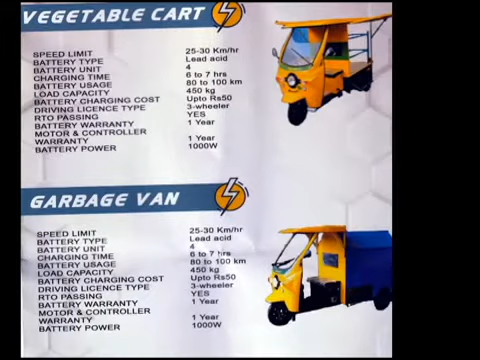 VEGETABLE CART
SPEED LIMIT 25-30 Km/hr
BATTERY TYPE Lead acid
BATTERY UNIT 4
CHARGING TIME 6 to 7 hrs
BATTERY USAGE 80 to 100 km
LOAD CAPACITY 450 kg
BATTERY CHARGING COST Upto Rs50
DRIVING LICENCE TYPE 3-wheeler
RTO PASSING YES
BATTERY WARRANTY 1 Year
MOTOR & CONTROLLER
WARRANTY 1 Year
BATTERY POWER 1000W
GARBAGE VAN
SPEED LIMIT 25-30 Km/hr
BATTERY TYPE Lead acid
BATTERY UNIT 4
CHARGING TIME 6 to 7 hrs
BATTERY USAGE 80 to 100 km
LOAD CAPACITY 450 kg
BATTERY CHARGING COST Upto Rs50
DRIVING LICENCE TYPE 3-wheeler
RTO PASSING YES
BATTERY WARRANTY 1 Year
MOTOR & CONTROLLER
WARRANTY 1 Year
BATTERY POWER 1000W